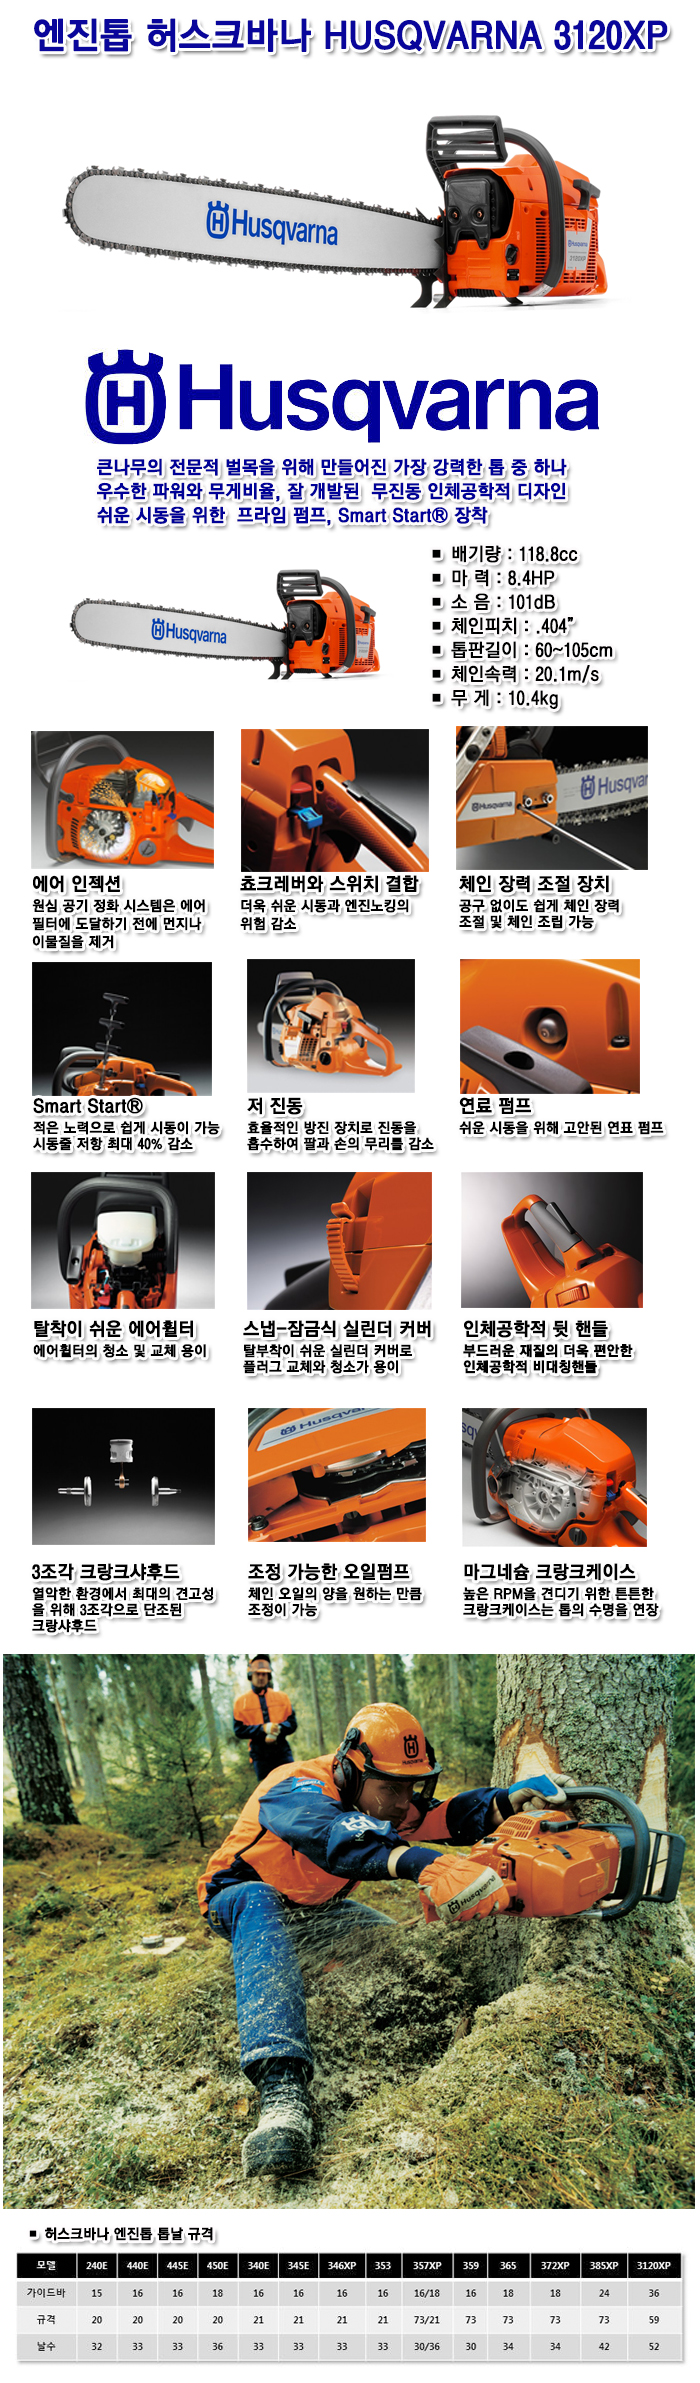 엔진톱 허스크바나 HUSQVARNA 3120XP
Husqvarna
Husqvarna
3120XP
Husqvarna
큰나무의 전문적 벌목을 위해 만들어진 가장 강력한 톱 중 하나
우수한 파워와 무게비율, 잘 개발된 무진동 인체공학적 디자인
쉬운 시동을 위한 프라임 펌프, Smart Start® 장착
Husqvarna
■ 배기량 : 118.8cc
■ 마 력 : 8.4HP
■ 소 음 : 101dB
■ 체인피치 : .404”
■ 톱판길이 : 60~105cm
■ 체인속력 : 20.1m/s
■ 무 게 : 10.4kg
Husqvarna
Husqvar
에어 인젝션
원심 공기 정화 시스템은 에어
필터에 도달하기 전에 먼지나
이물질을 제거
쵸크레버와 스위치 결합
더욱 쉬운 시동과 엔진노킹의
위험 감소
체인 장력 조절 장치
공구 없이도 쉽게 체인 장력
조절 및 체인 조립 가능
Smart Start®
적은 노력으로 쉽게 시동이 가능
시동줄 저항 최대 40% 감소
저 진동
효율적인 방진 장치로 진동을
흡수하여 팔과 손의 무리를 감소
연료 펌프
쉬운 시동을 위해 고안된 연표 펌프
탈착이 쉬운 에어휠터
에어휠터의 청소 및 교체 용이
스냅-잠금식 실린더 커버
탈부착이 쉬운 실린더 커버로
플러그 교체와 청소가 용이
인체공학적 뒷 핸들
부드러운 재질의 더욱 편안한
인체공학적 비대칭핸들
Husqvarna
3조각 크랑크샤후드
열악한 환경에서 최대의 견고성
을 위해 3조각으로 단조된
크랑샤후드
조정 가능한 오일펌프
체인 오일의 양을 원하는 만큼
조정이 가능
마그네슘 크랑크케이스
높은 RPM을 견디기 위한 튼튼한
크랑크케이스는 톱의 수명을 연장
Husqvarna
■ 허스크바나 엔진톱 톱날 규격
모델 240E 440E 445E 450E 340E 345E 346XP 353 357XP 359 365 372XP 385XP 3120XP
가이드바 15 16 16 18 16 16 16 16 16/18 16 18 18 24 36
규격 20 20 20 20 21 21 21 21 73/21 73 73 73 73 59
날수 32 33 33 36 33 33 33 33 30/36 30 34 34 42 52